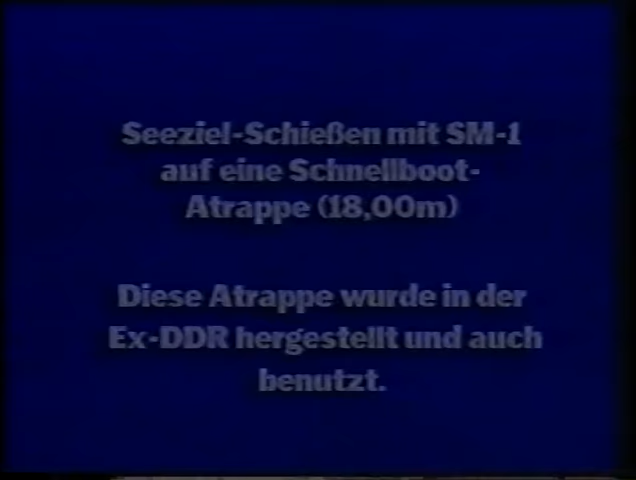 Seeziel-Schießen mit SM-1
auf eine Schnellboot-
Atrappe (18,00m)
Diese Atrappe wurde in der
Ex-DDR hergestellt und auch
benutzt.